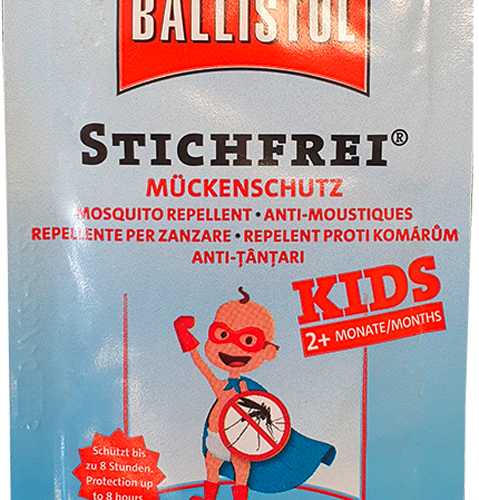 BALLISTOL
STICHFREI®
MÜCKENSCHUTZ
MOSQUITO REPELLENT • ANTI-MOUSTIQUES
REPELLENTE PER ZANZARE • REPELENT PROTI KOMÁRŮM
ANTI-ȚÂNȚARI
KIDS
2+ MONATE/MONTHS
Schützt bis
zu 8 Stunden.
Protection up
to 8 hours